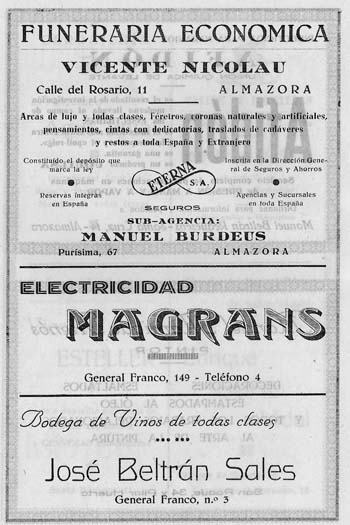 FUNERARIA ECONOMICA
VICENTE NICOLAU
Calle del Rosario, 11 ALMAZORA
Arcas de lujo y todas clases, féretros, coronas naturales y artificiales,
pensamientos, cintas con dedicatorias, traslados de cadáveres
y restos a toda España y Extranjero
Constituído el depósito que
marca la ley
Reservas íntegras
en España
ETERNA
S.A.
SEGUROS
Inscrita en la Dirección Gene-
ral de Seguros y Ahorros
Agencias y Sucursales
en toda España
SUB-AGENCIA:
MANUEL BURDEUS
Purísima, 67 ALMAZORA
ELECTRICIDAD
MAGRANS
General Franco, 149 - Teléfono 4
Bodega de Vinos de todas clases
José Beltrán Sales
General Franco, n.º 3